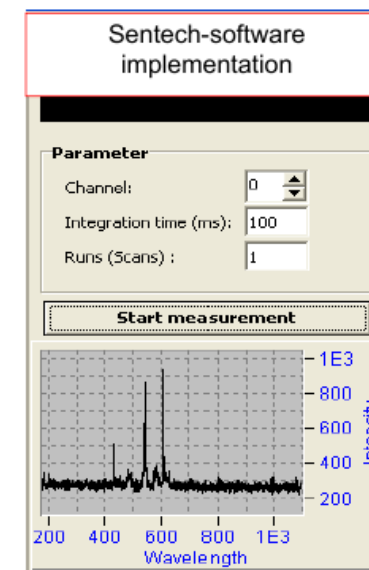 Sentech-software
implementation
Parameter
Channel: 0
Integration time (ms): 100
Runs (Scans) : 1
Start measurement
1E3
800
600
400
200
Intensity
200 400 600 800 1E3
Wavelength